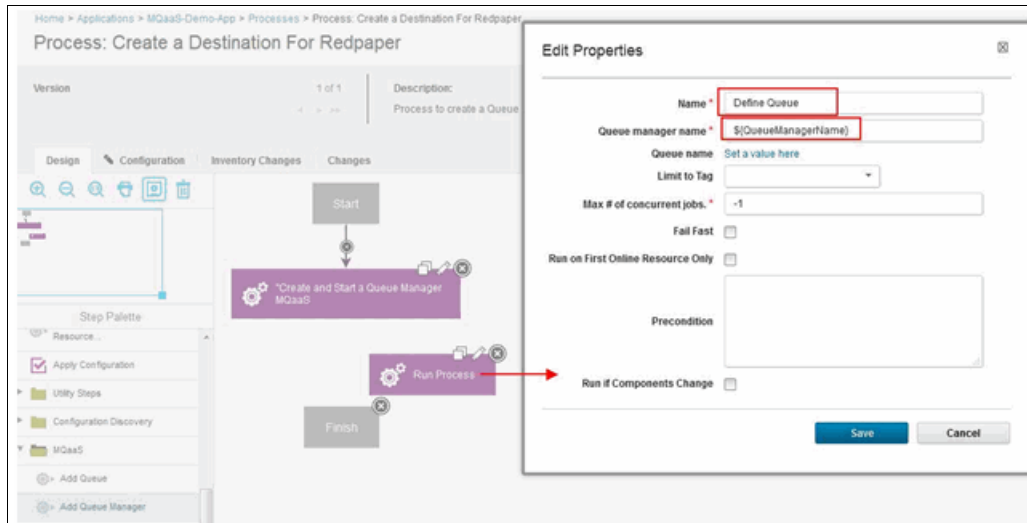 Home > Applications > MQaaS-Demo-App > Processes > Process: Create a Destination For Redpaper
Process: Create a Destination For Redpaper
Version
1 of 1
Description:
Process to create a Queue
Design
Configuration
Inventory Changes
Changes
Start
"Create and Start a Queue Manager
MQaaS
Run Process
Finish
Step Palette
Resource...
Apply Configuration
Utility Steps
Configuration Discovery
MQaaS
Add Queue
Add Queue Manager
Edit Properties
Name * Define Queue
Queue manager name * ${QueueManagerName}
Queue name Set a value here
Limit to Tag
Max # of concurrent jobs. * -1
Fail Fast
Run on First Online Resource Only
Precondition
Run if Components Change
Save Cancel